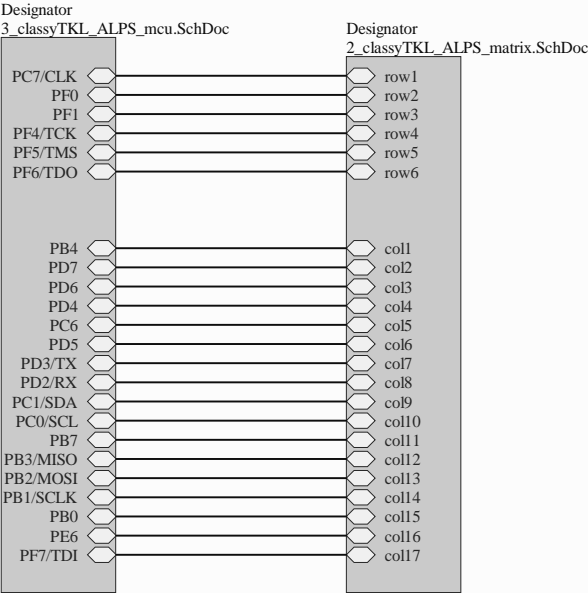 Designator
3_classyTKL_ALPS_mcu.SchDoc
Designator
2_classyTKL_ALPS_matrix.SchDoc
PC7/CLK row1
PF0 row2
PF1 row3
PF4/TCK row4
PF5/TMS row5
PF6/TDO row6
PB4 col1
PD7 col2
PD6 col3
PD4 col4
PC6 col5
PD5 col6
PD3/TX col7
PD2/RX col8
PC1/SDA col9
PC0/SCL col10
PB7 col11
PB3/MISO col12
PB2/MOSI col13
PB1/SCLK col14
PB0 col15
PE6 col16
PF7/TDI col17